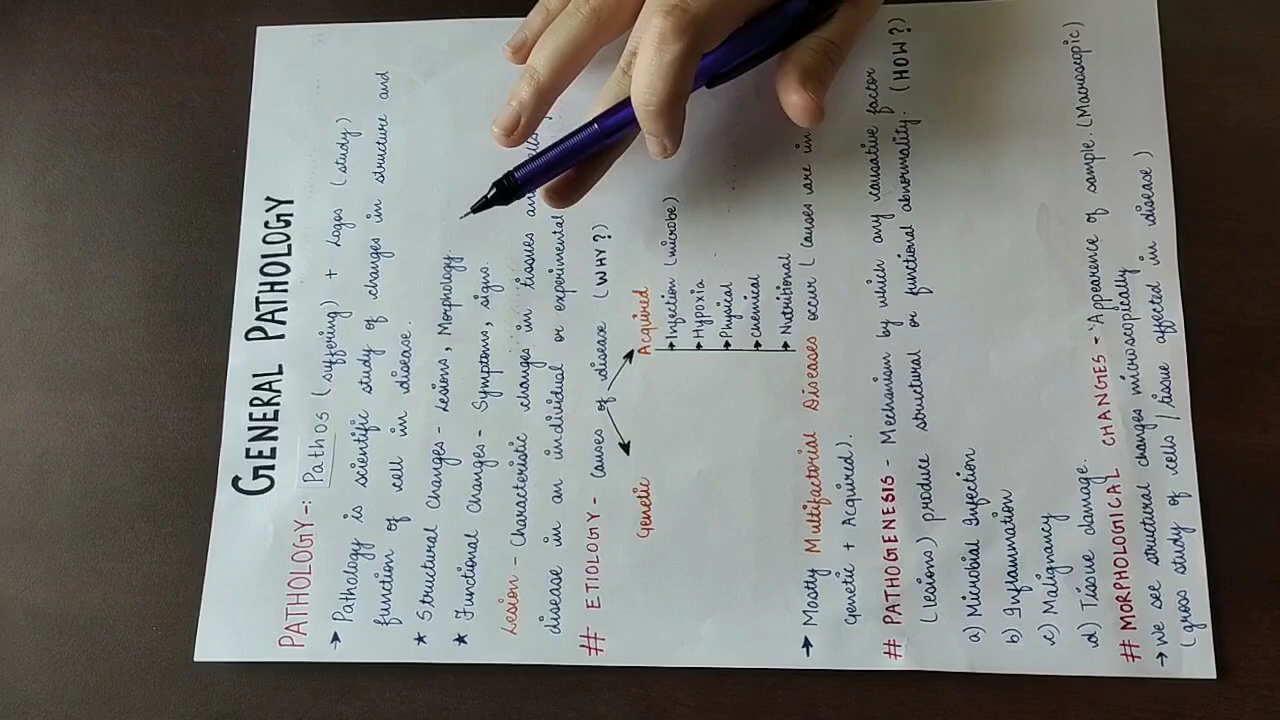 GENERAL PATHOLOGY
PATHOLOGY-: Pathos (suffering) + Logos (study)
→ Pathology is scientific study of changes in structure and
function of cell in disease.
★ Structural Changes - Lesions, Morphology.
★ Functional Changes - Symptoms, signs.
Lesion - Characteristic changes in tissues and cells
disease in an individual or experimental
# ETIOLOGY - Causes of disease (WHY?)
Genetic Acquired
→ Infection (microbe)
→ Hypoxia
→ Physical
→ Chemical
→ Nutritional
→ Mostly Multifactorial Diseases occur (causes are in
Genetic + Acquired).
# PATHOGENESIS - Mechanism by which any causative factor
(lesions) produce structural or functional abnormality. (HOW?)
a) Microbial Infection
b) Inflammation
c) Malignancy
d) Tissue damage.
# MORPHOLOGICAL CHANGES - "Appearence of sample. (Macroscopic)
→ We see structural changes microscopically
(gross study of cells / tissue affected in disease)